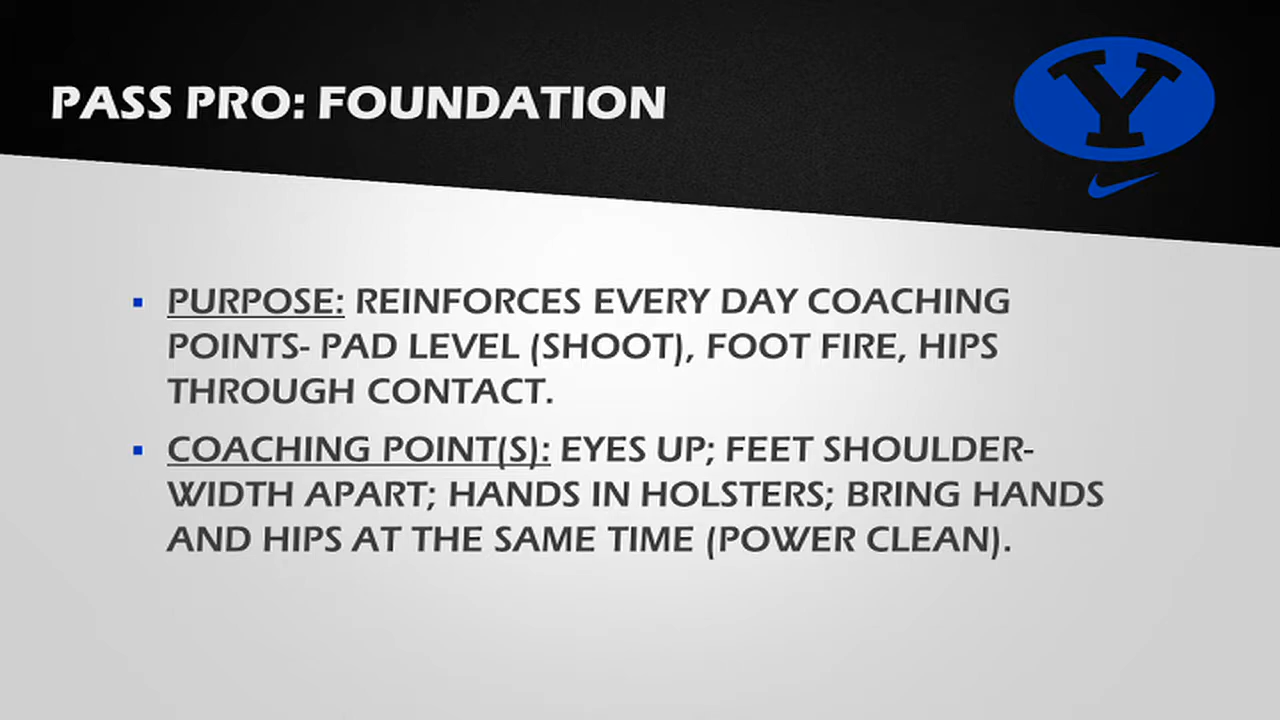 PASS PRO: FOUNDATION
Y
PURPOSE: REINFORCES EVERY DAY COACHING
POINTS- PAD LEVEL (SHOOT), FOOT FIRE, HIPS
THROUGH CONTACT.
COACHING POINT(S): EYES UP; FEET SHOULDER-
WIDTH APART; HANDS IN HOLSTERS; BRING HANDS
AND HIPS AT THE SAME TIME (POWER CLEAN).